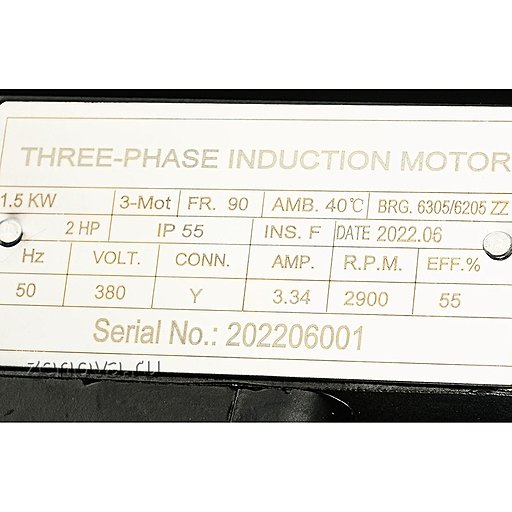 THREE-PHASE INDUCTION MOTOR
1.5 KW 3-Mot FR. 90 AMB. 40℃ BRG. 6305/6205 ZZ
2 HP IP 55 INS. F DATE 2022.06
Hz VOLT. CONN. AMP. R.P.M. EFF.%
50 380 Y 3.34 2900 55
Serial No.: 202206001
zenova.ru